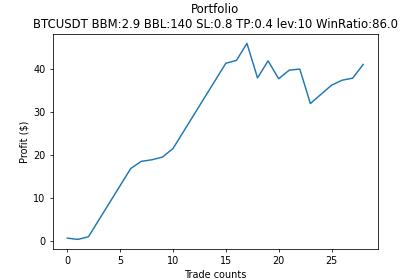 Portfolio
BTCUSDT BBM:2.9 BBL:140 SL:0.8 TP:0.4 lev:10 WinRatio:86.0
40
30
20
10
0
Profit ($)
0 5 10 15 20 25
Trade counts